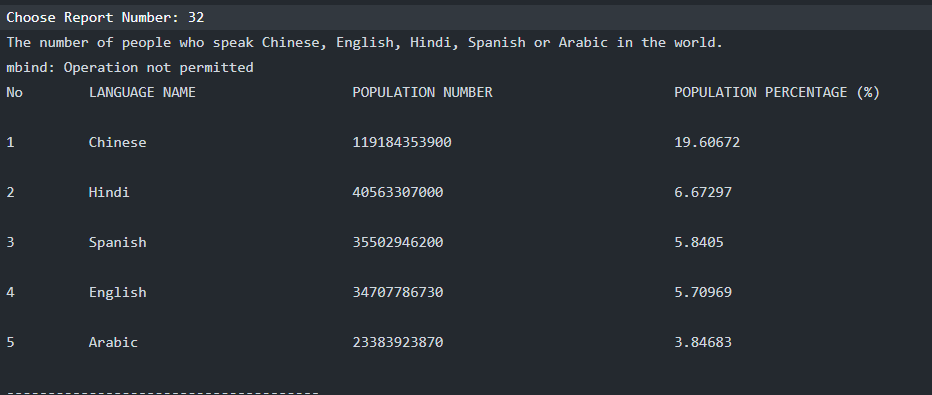 Choose Report Number: 32
The number of people who speak Chinese, English, Hindi, Spanish or Arabic in the world.
mbind: Operation not permitted
No LANGUAGE NAME POPULATION NUMBER POPULATION PERCENTAGE (%)
1 Chinese 119184353900 19.60672
2 Hindi 40563307000 6.67297
3 Spanish 35502946200 5.8405
4 English 34707786730 5.70969
5 Arabic 23383923870 3.84683
--------------------------------------